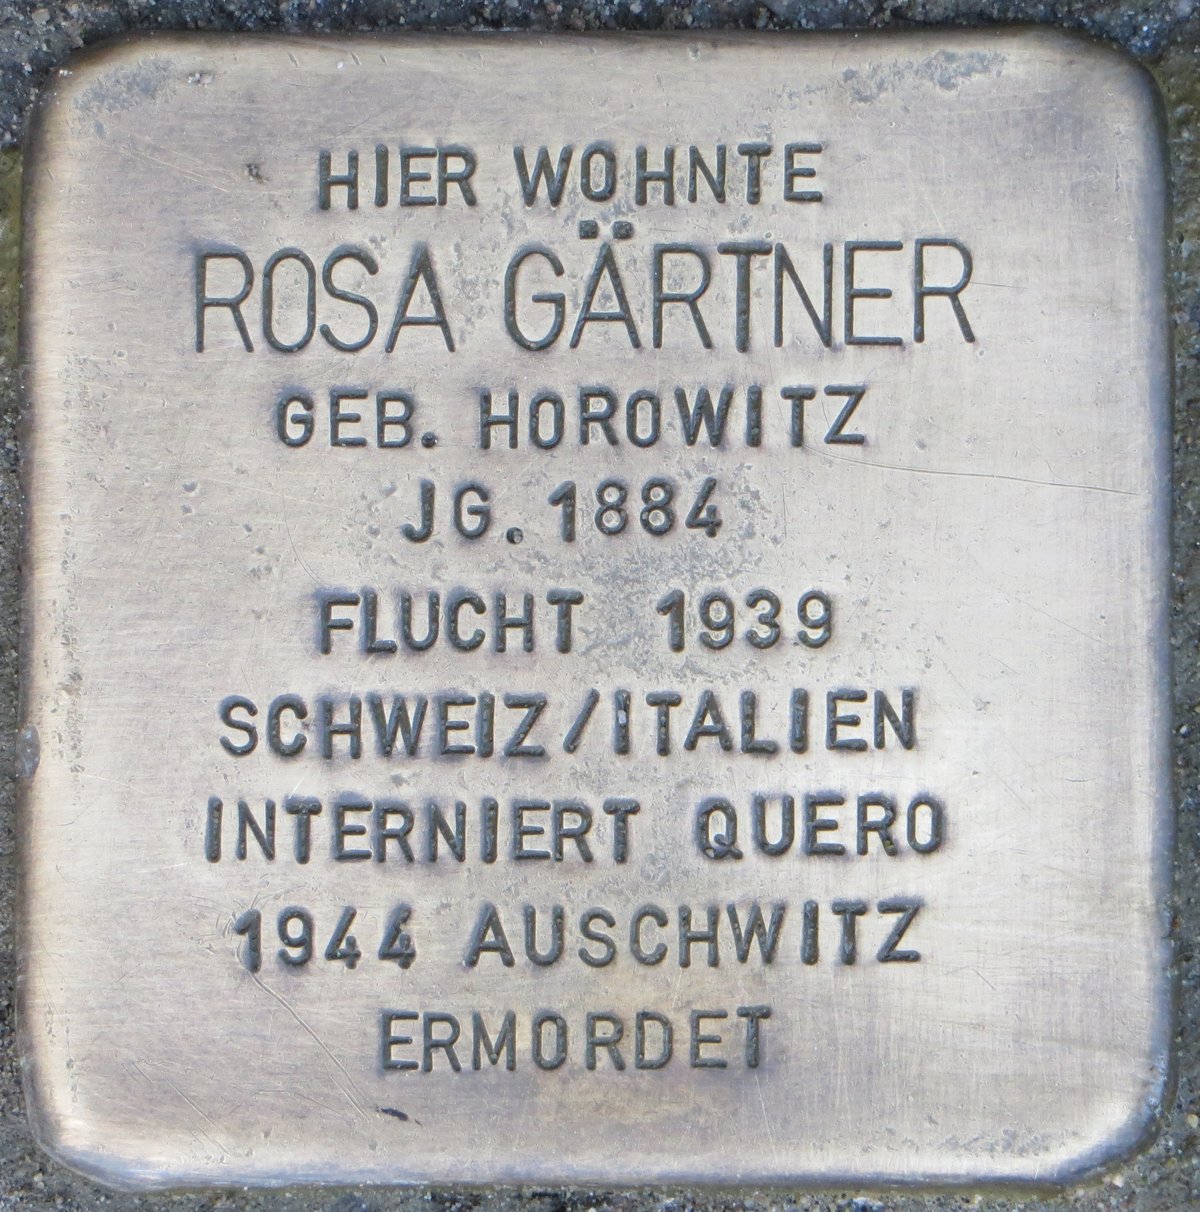 HIER WOHNTE
ROSA GÄRTNER
GEB. HOROWITZ
JG. 1884
FLUCHT 1939
SCHWEIZ/ITALIEN
INTERNIERT QUERO
1944 AUSCHWITZ
ERMORDET